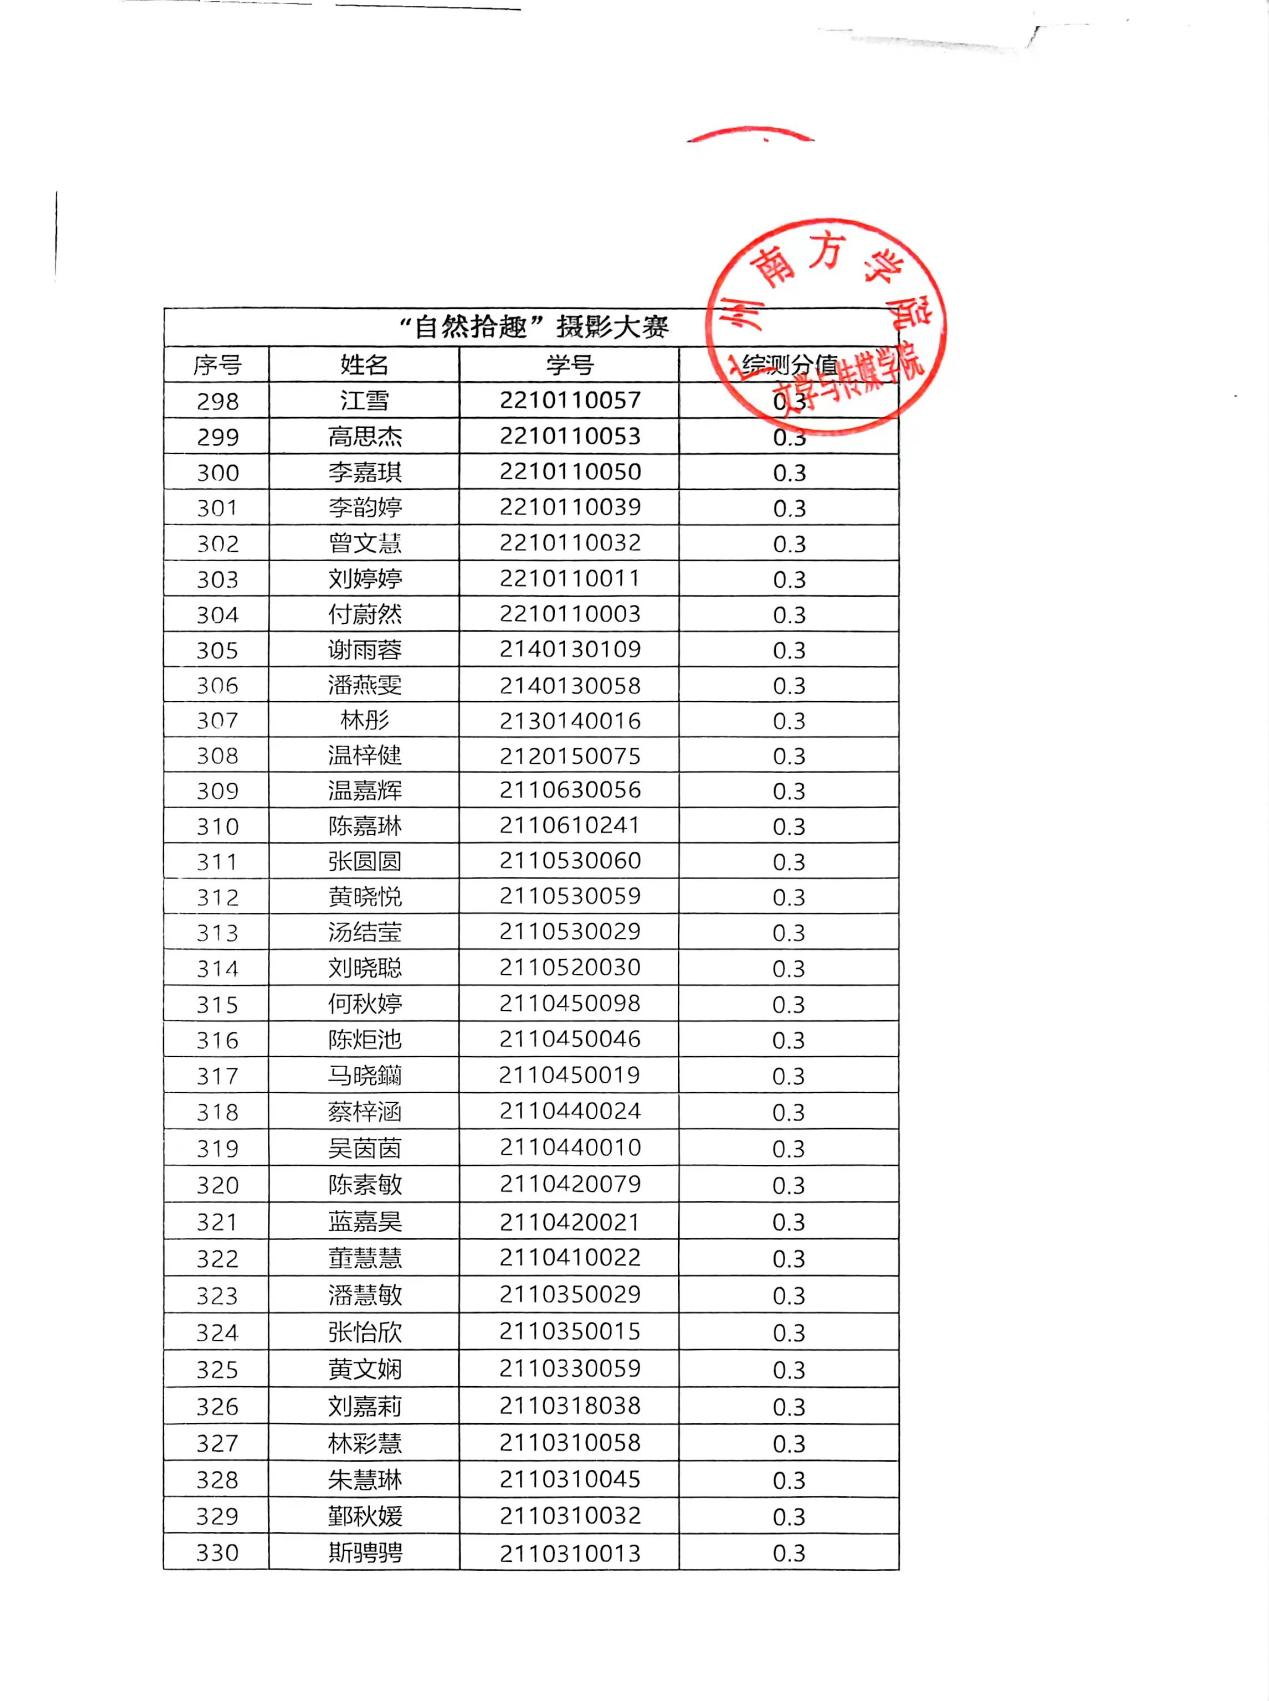 广州南方学院
文学与传媒学院
“自然拾趣”摄影大赛
序号 姓名 学号 综测分值
298 江雪 2210110057 0.3
299 高思杰 2210110053 0.3
300 李嘉琪 2210110050 0.3
301 李韵婷 2210110039 0.3
302 曾文慧 2210110032 0.3
303 刘婷婷 2210110011 0.3
304 付蔚然 2210110003 0.3
305 谢雨蓉 2140130109 0.3
306 潘燕雯 2140130058 0.3
307 林彤 2130140016 0.3
308 温梓健 2120150075 0.3
309 温嘉辉 2110630056 0.3
310 陈嘉琳 2110610241 0.3
311 张圆圆 2110530060 0.3
312 黄晓悦 2110530059 0.3
313 汤结莹 2110530029 0.3
314 刘晓聪 2110520030 0.3
315 何秋婷 2110450098 0.3
316 陈炬池 2110450046 0.3
317 2110450019 0.3
318 蔡梓涵 2110440024 0.3
319 吴茵茵 2110440010 0.3
320 陈素敏 2110420079 0.3
321 蓝嘉昊 2110420021 0.3
322 董慧慧 2110410022 0.3
323 潘慧敏 2110350029 0.3
324 张怡欣 2110350015 0.3
325 黄文娴 2110330059 0.3
326 刘嘉莉 2110318038 0.3
327 林彩慧 2110310058 0.3
328 朱慧琳 2110310045 0.3
329 鄞秋媛 2110310032 0.3
330 斯骋骋 2110310013 0.3